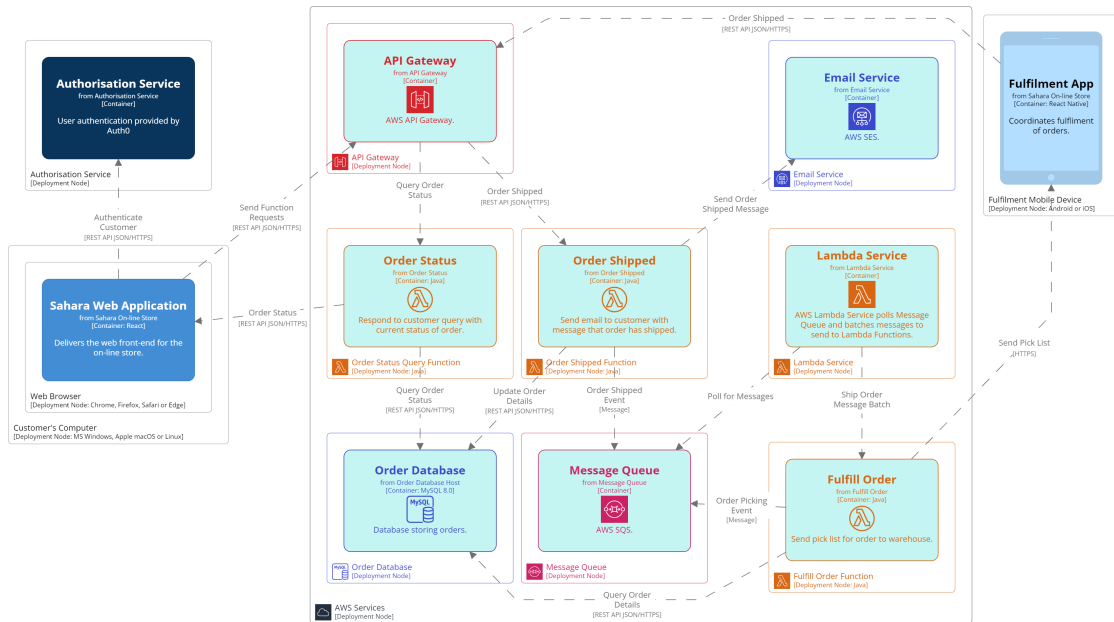 Order Shipped
[REST API JSON/HTTPS]
Authorisation Service
from Authorisation Service
[Container]
User authentication provided by
Auth0
Authorisation Service
[Deployment Node]
API Gateway
from API Gateway
[Container]
AWS API Gateway.
API Gateway
[Deployment Node]
Email Service
from Email Service
[Container]
AWS SES.
Email Service
[Deployment Node]
Fulfilment App
from Sahara On-line Store
[Container: React Native]
Coordinates fulfliment
of orders.
Fulfilment Mobile Device
[Deployment Node: Android or iOS]
Authenticate
Customer
[REST API JSON/HTTPS]
Send Function
Requests
[REST API JSON/HTTPS]
Query Order
Status
[REST API JSON/HTTPS]
Order Shipped
[REST API JSON/HTTPS]
Send Order
Shipped Message
Sahara Web Application
from Sahara On-line Store
[Container: React]
Delivers the web front-end for the
on-line store.
Web Browser
[Deployment Node: Chrome, Firefox, Safari or Edge]
Customer's Computer
[Deployment Node: MS Windows, Apple macOS or Linux]
Order Status
[REST API JSON/HTTPS]
Order Status
from Order Status
[Container: Java]
Respond to customer query with
current status of order.
Order Status Query Function
[Deployment Node: Java]
Order Shipped
from Order Shipped
[Container: Java]
Send email to customer with
message that order has shipped.
Order Shipped Function
[Deployment Node: Java]
Lambda Service
from Lambda Service
[Container]
AWS Lambda Service polls Message
Queue and batches messages to
send to Lambda Functions.
Lambda Service
[Deployment Node]
Send Pick List
[HTTPS]
Query Order
Status
[REST API JSON/HTTPS]
Update Order
Details
[REST API JSON/HTTPS]
Order Shipped
Event
[Message]
Poll for Messages
Ship Order
Message Batch
Order Database
from Order Database Host
[Container: MySQL 8.0]
MySQL
Database storing orders.
MySQL
Order Database
[Deployment Node]
Message Queue
from Message Queue
[Container]
AWS SQS.
Message Queue
[Deployment Node]
Order Picking
Event
[Message]
Fulfill Order
from Fulfill Order
[Container: Java]
Send pick list for order to warehouse.
Fulfill Order Function
[Deployment Node: Java]
Query Order
Details
[REST API JSON/HTTPS]
AWS Services
[Deployment Node]